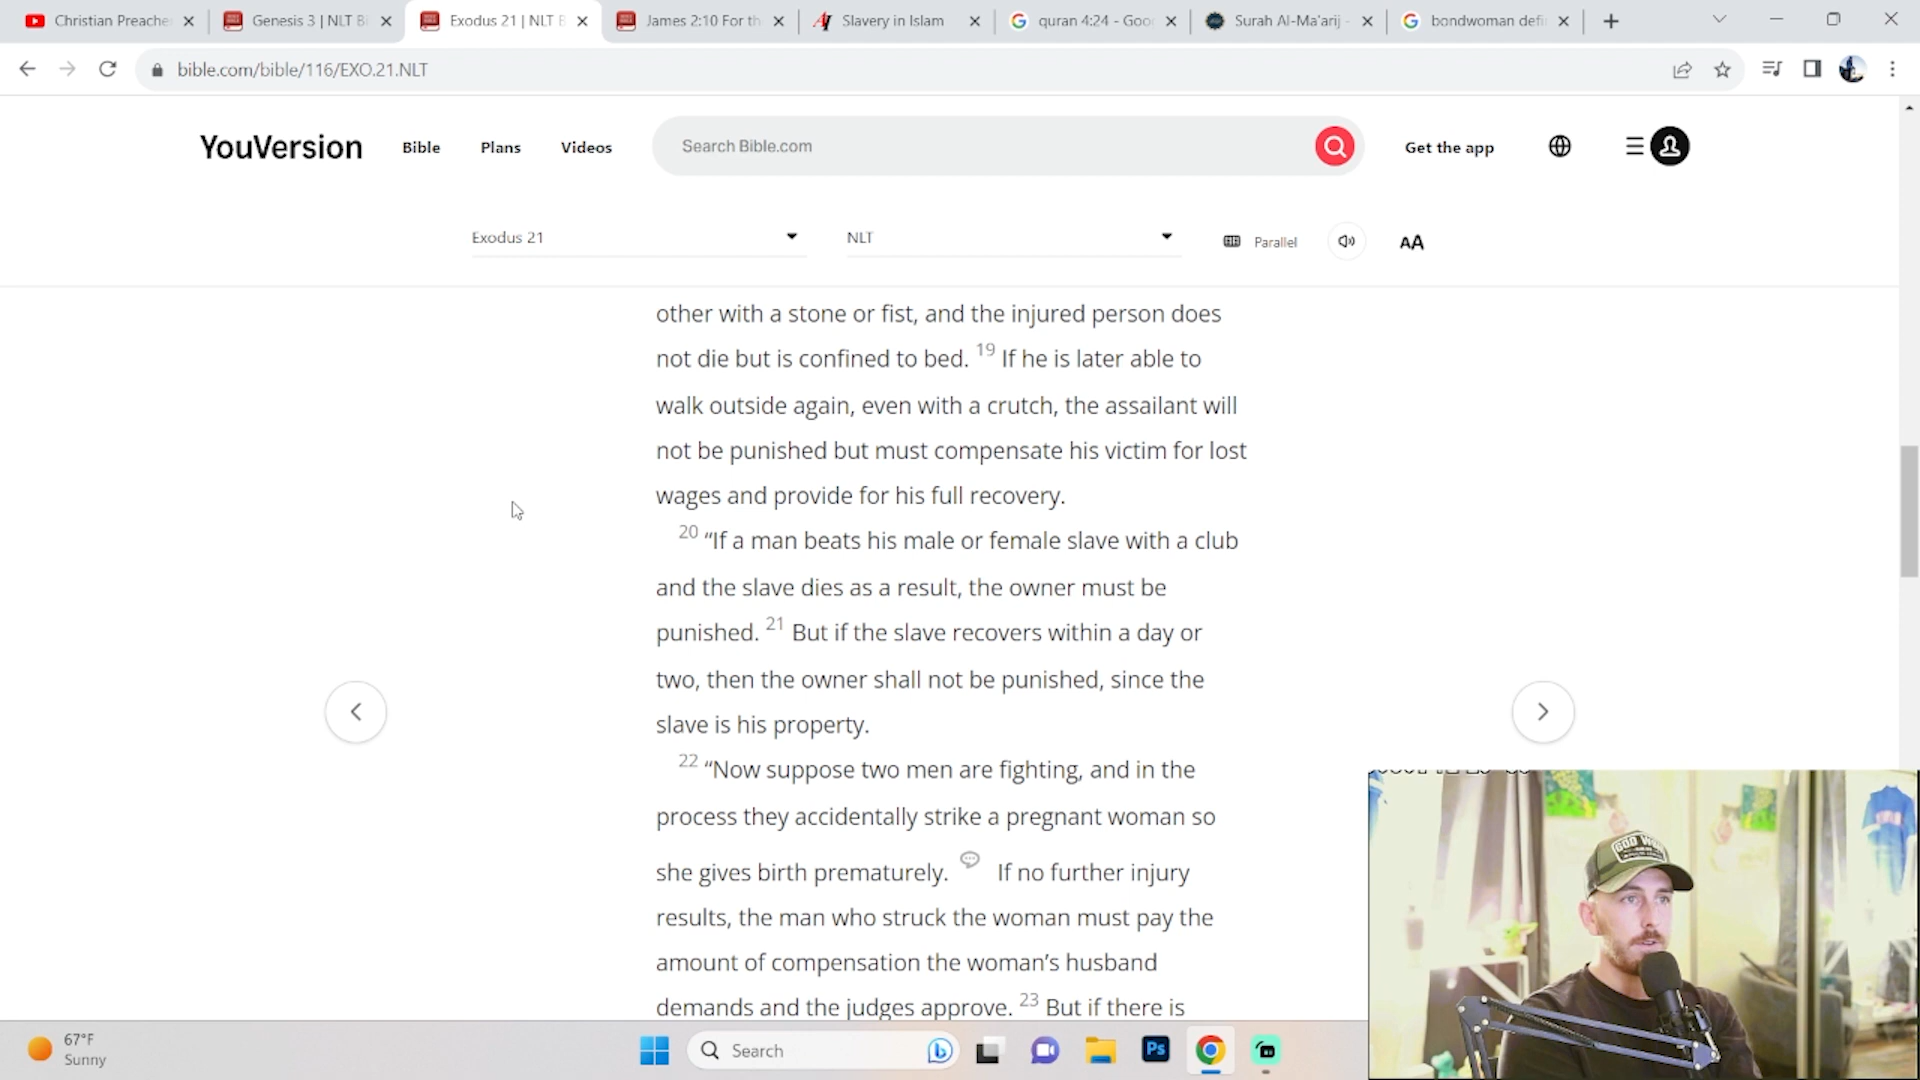 Christian Preache
Genesis 3 | NLT B
Exodus 21 | NLT B
James 2:10 For th
Slavery in Islam
quran 4:24 - Goo
Surah Al-Ma'arij -
bondwoman defi
bible.com/bible/116/EXO.21.NLT
YouVersion
Bible
Plans
Videos
Search Bible.com
Get the app
Exodus 21
NLT
Parallel
AA
other with a stone or fist, and the injured person does
not die but is confined to bed. 19 If he is later able to
walk outside again, even with a crutch, the assailant will
not be punished but must compensate his victim for lost
wages and provide for his full recovery.
20 “If a man beats his male or female slave with a club
and the slave dies as a result, the owner must be
punished. 21 But if the slave recovers within a day or
two, then the owner shall not be punished, since the
slave is his property.
22 “Now suppose two men are fighting, and in the
process they accidentally strike a pregnant woman so
she gives birth prematurely. If no further injury
results, the man who struck the woman must pay the
amount of compensation the woman’s husband
demands and the judges approve. 23 But if there is
67°F
Sunny
Search
Ps
GOD